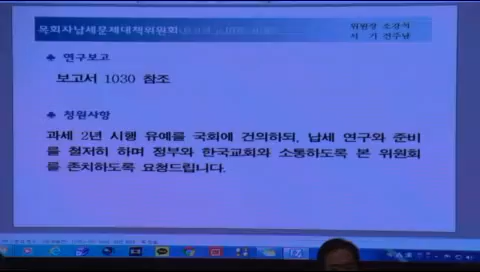 목회자납세문제대책위원회
위원장 소강석
서 기
♣ 연구보고
보고서 1030 참조
♣ 청원사항
과세 2년 시행 유예를 국회에 건의하되, 납세 연구와 준비
를 철저히 하며 정부와 한국교회와 소통하도록 본 위원회
를 존치하도록 요청드립니다.